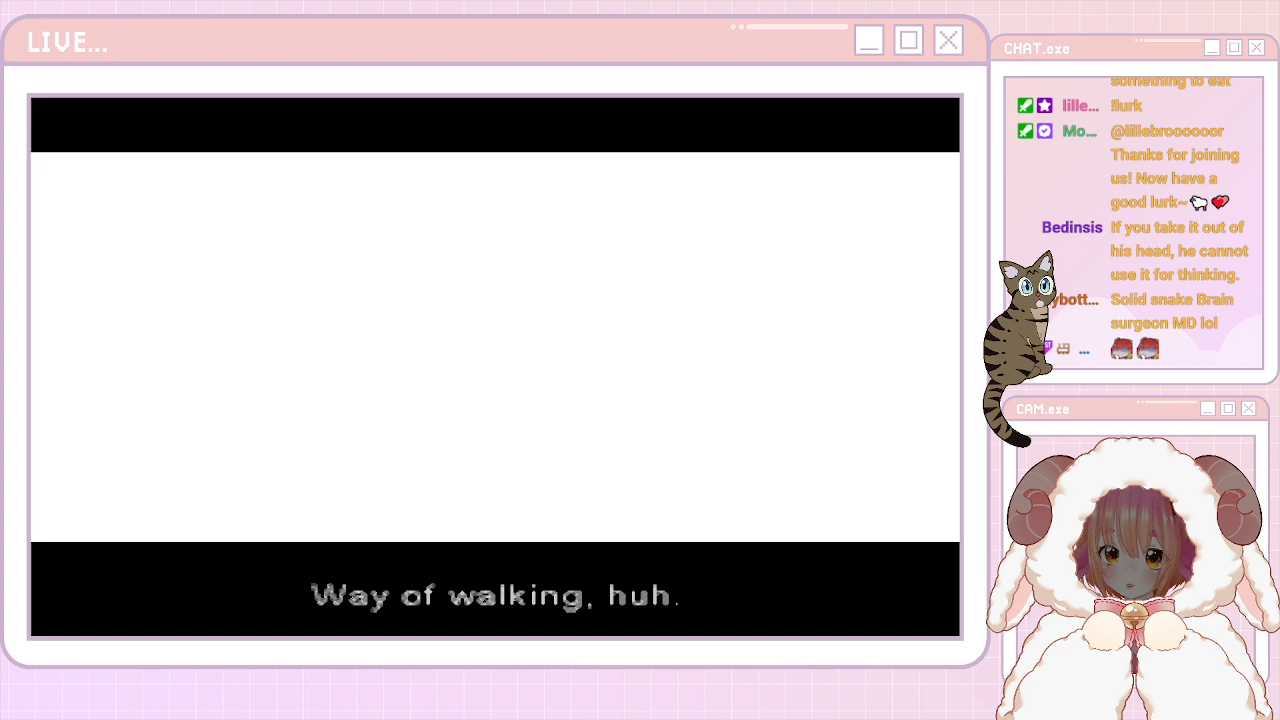 LIVE...
Way of walking, huh.
CHAT.exe
something to eat
lille... !lurk
Mo... @lillebroooooor
Thanks for joining
us! Now have a
good lurk~
Bedinsis If you take it out of
his head, he cannot
use it for thinking.
ybott... Solid snake Brain
surgeon MD lol
...
CAM.exe